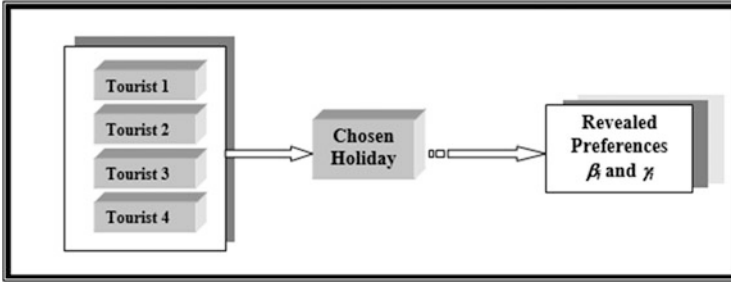 Tourist 1
Tourist 2
Tourist 3
Tourist 4
Chosen
Holiday
Revealed
Preferences
βᵢ and γᵢ